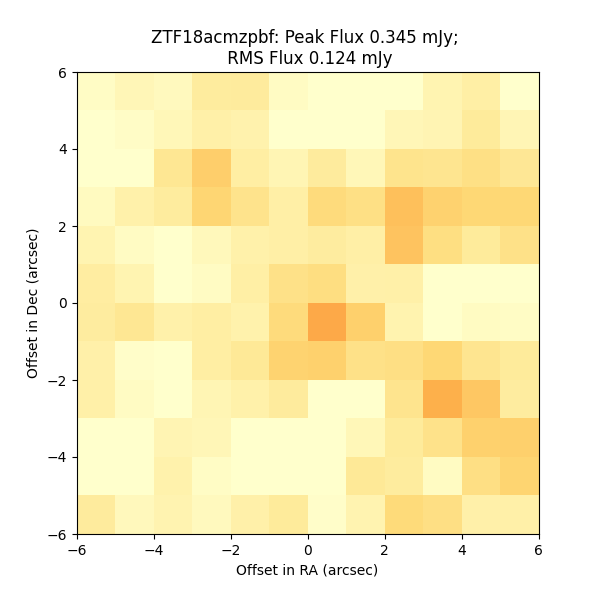 ZTF18acmzpbf: Peak Flux 0.345 mJy;
RMS Flux 0.124 mJy
6
4
2
0
−2
−4
−6
Offset in Dec (arcsec)
−6 −4 −2 0 2 4 6
Offset in RA (arcsec)